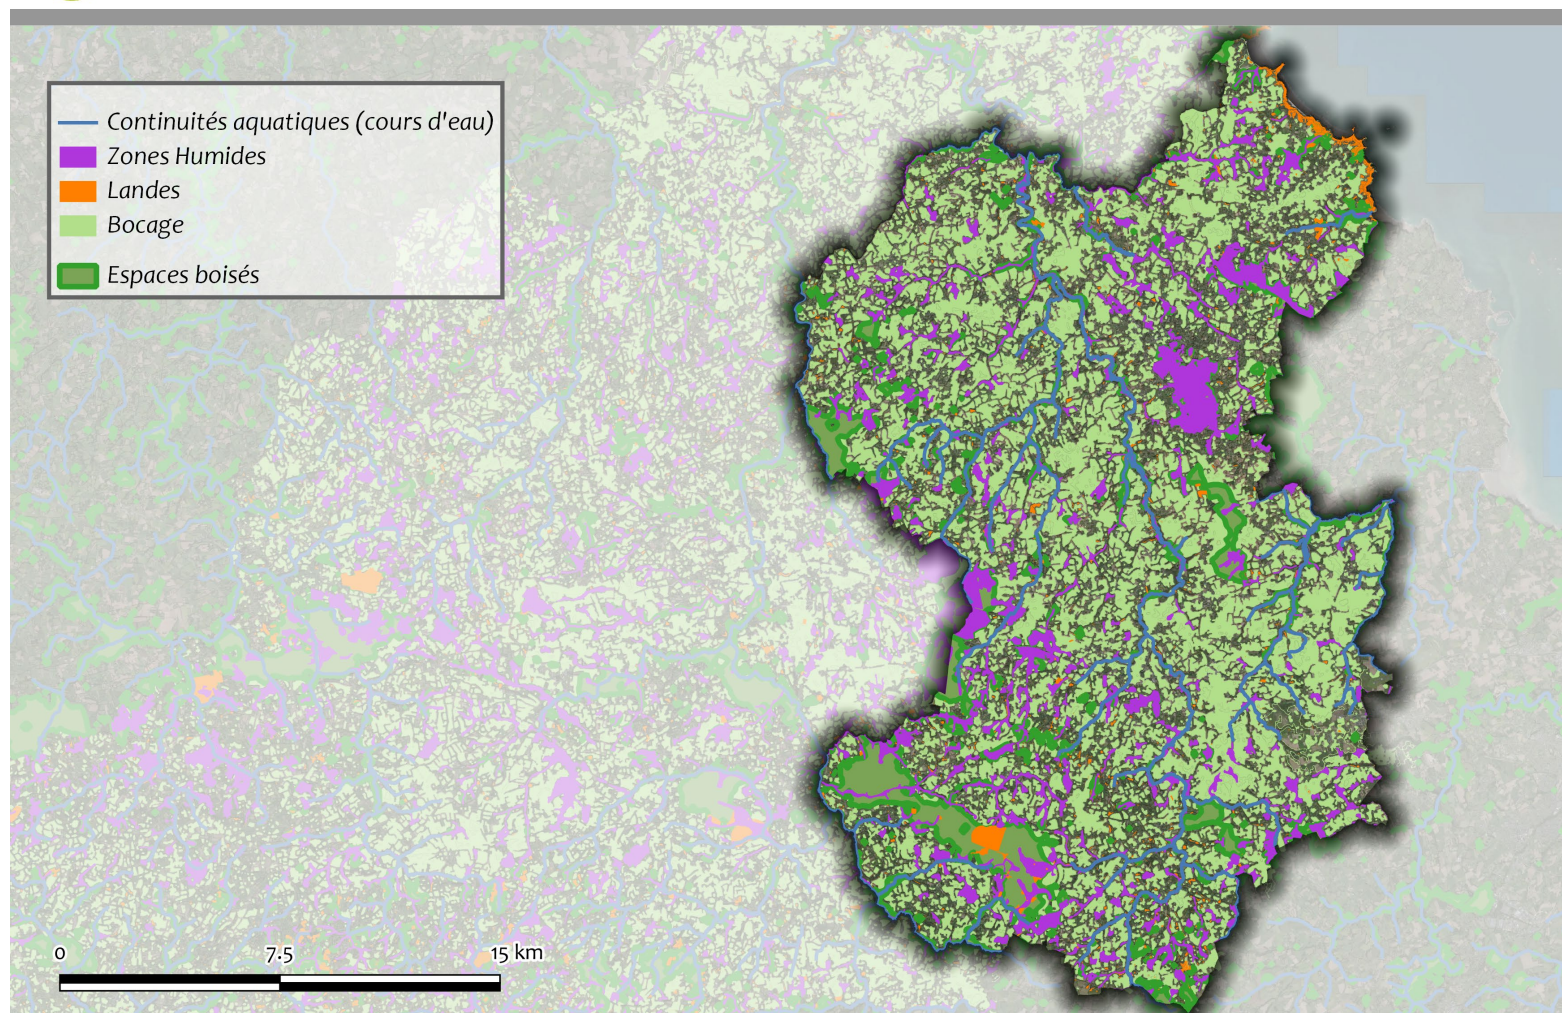 Continuités aquatiques (cours d'eau)
Zones Humides
Landes
Bocage
Espaces boisés
0 7.5 15 km